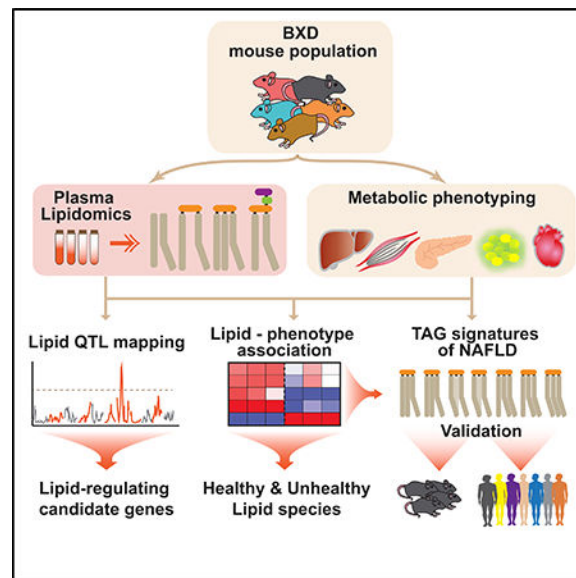 BXD
mouse population
Plasma
Lipidomics
Metabolic phenotyping
Lipid QTL mapping
Lipid - phenotype
association
TAG signatures
of NAFLD
Validation
Lipid-regulating
candidate genes
Healthy & Unhealthy
Lipid species